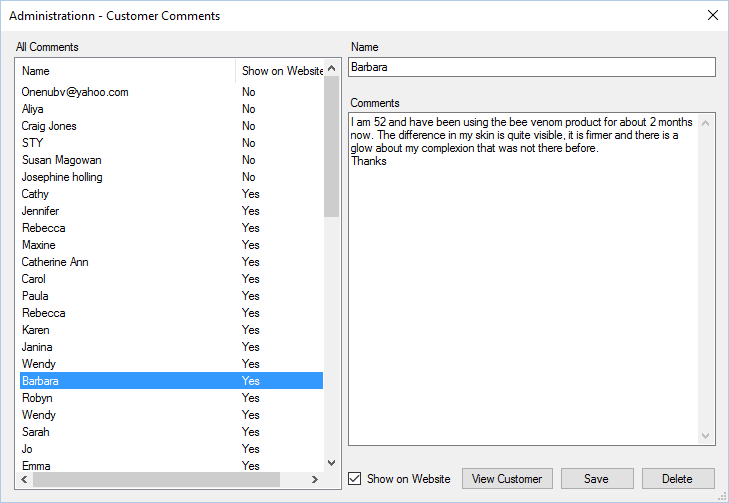 Administrationn - Customer Comments
All Comments
Name Show on Website
Onenubv@yahoo.com No
Aliya No
Craig Jones No
STY No
Susan Magowan No
Josephine holling No
Cathy Yes
Jennifer Yes
Rebecca Yes
Maxine Yes
Catherine Ann Yes
Carol Yes
Paula Yes
Rebecca Yes
Karen Yes
Janina Yes
Wendy Yes
Barbara Yes
Robyn Yes
Wendy Yes
Sarah Yes
Jo Yes
Emma Yes
Name
Barbara
Comments
I am 52 and have been using the bee venom product for about 2 months
now. The difference in my skin is quite visible, it is firmer and there is a
glow about my complexion that was not there before.
Thanks
Show on Website View Customer Save Delete